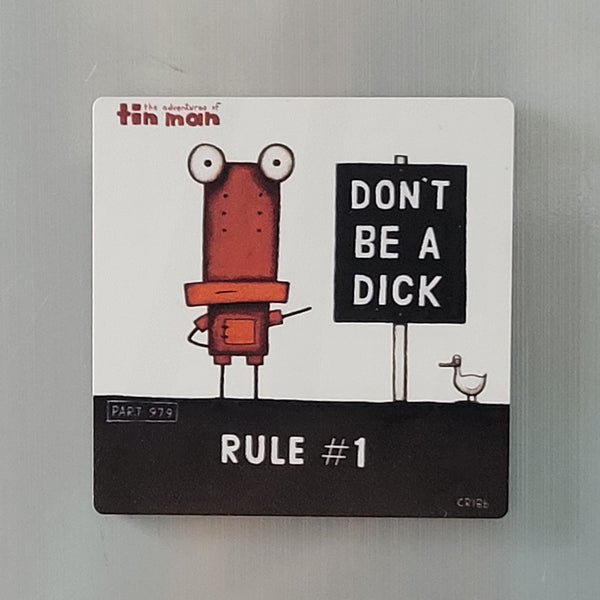 the adventures of
tin man
DON'T
BE A
DICK
PART 979
RULE #1
CRIBB